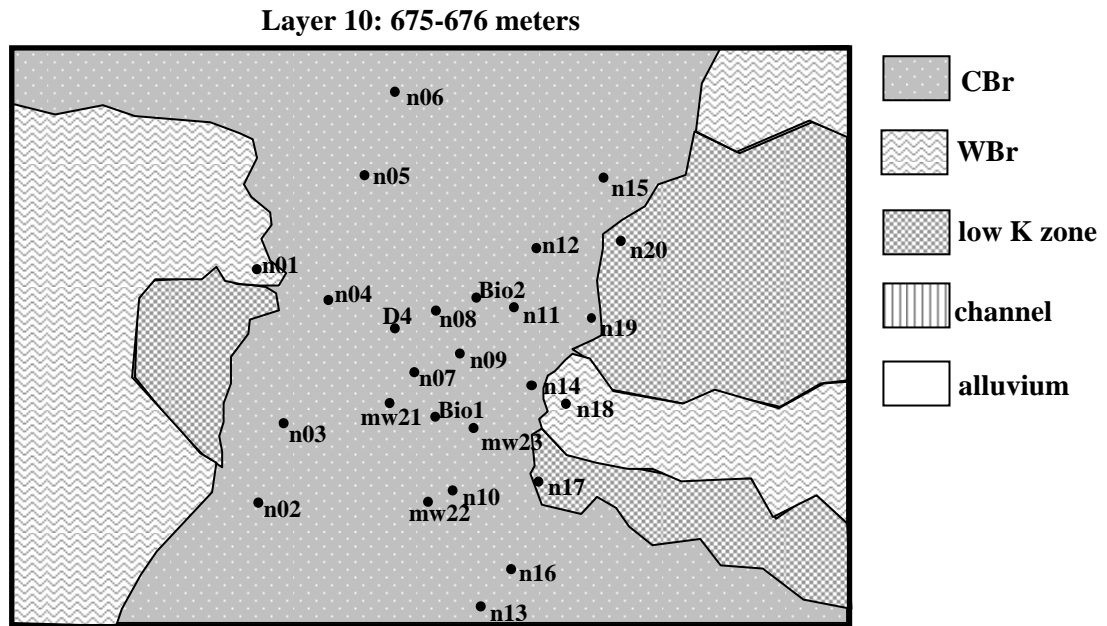 Layer 10: 675-676 meters
n06
CBr
WBr
n05
n15
low K zone
n12
n20
n01
n04
Bio2
channel
D4
n08
n11
n19
n09
n07
n14
alluvium
mw21
Bio1
n18
n03
mw23
n17
n02
n10
mw22
n16
n13